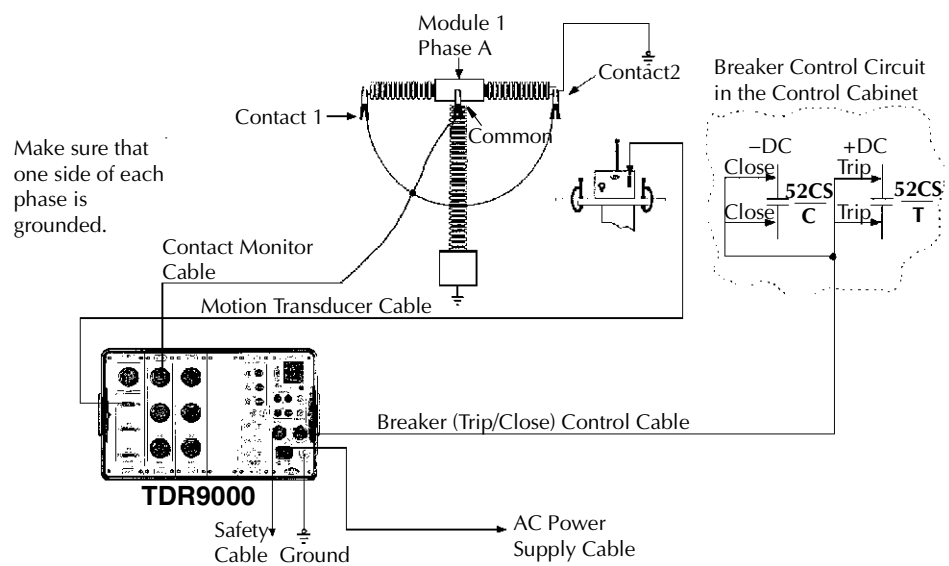 Module 1
Phase A
Contact2
Contact 1
Common
Breaker Control Circuit
in the Control Cabinet
−DC
+DC
Close
Trip
52CS
C
52CS
T
Close
Trip
Make sure that
one side of each
phase is
grounded.
Contact Monitor
Cable
Motion Transducer Cable
Breaker (Trip/Close) Control Cable
TDR9000
Safety
Cable
Ground
AC Power
Supply Cable